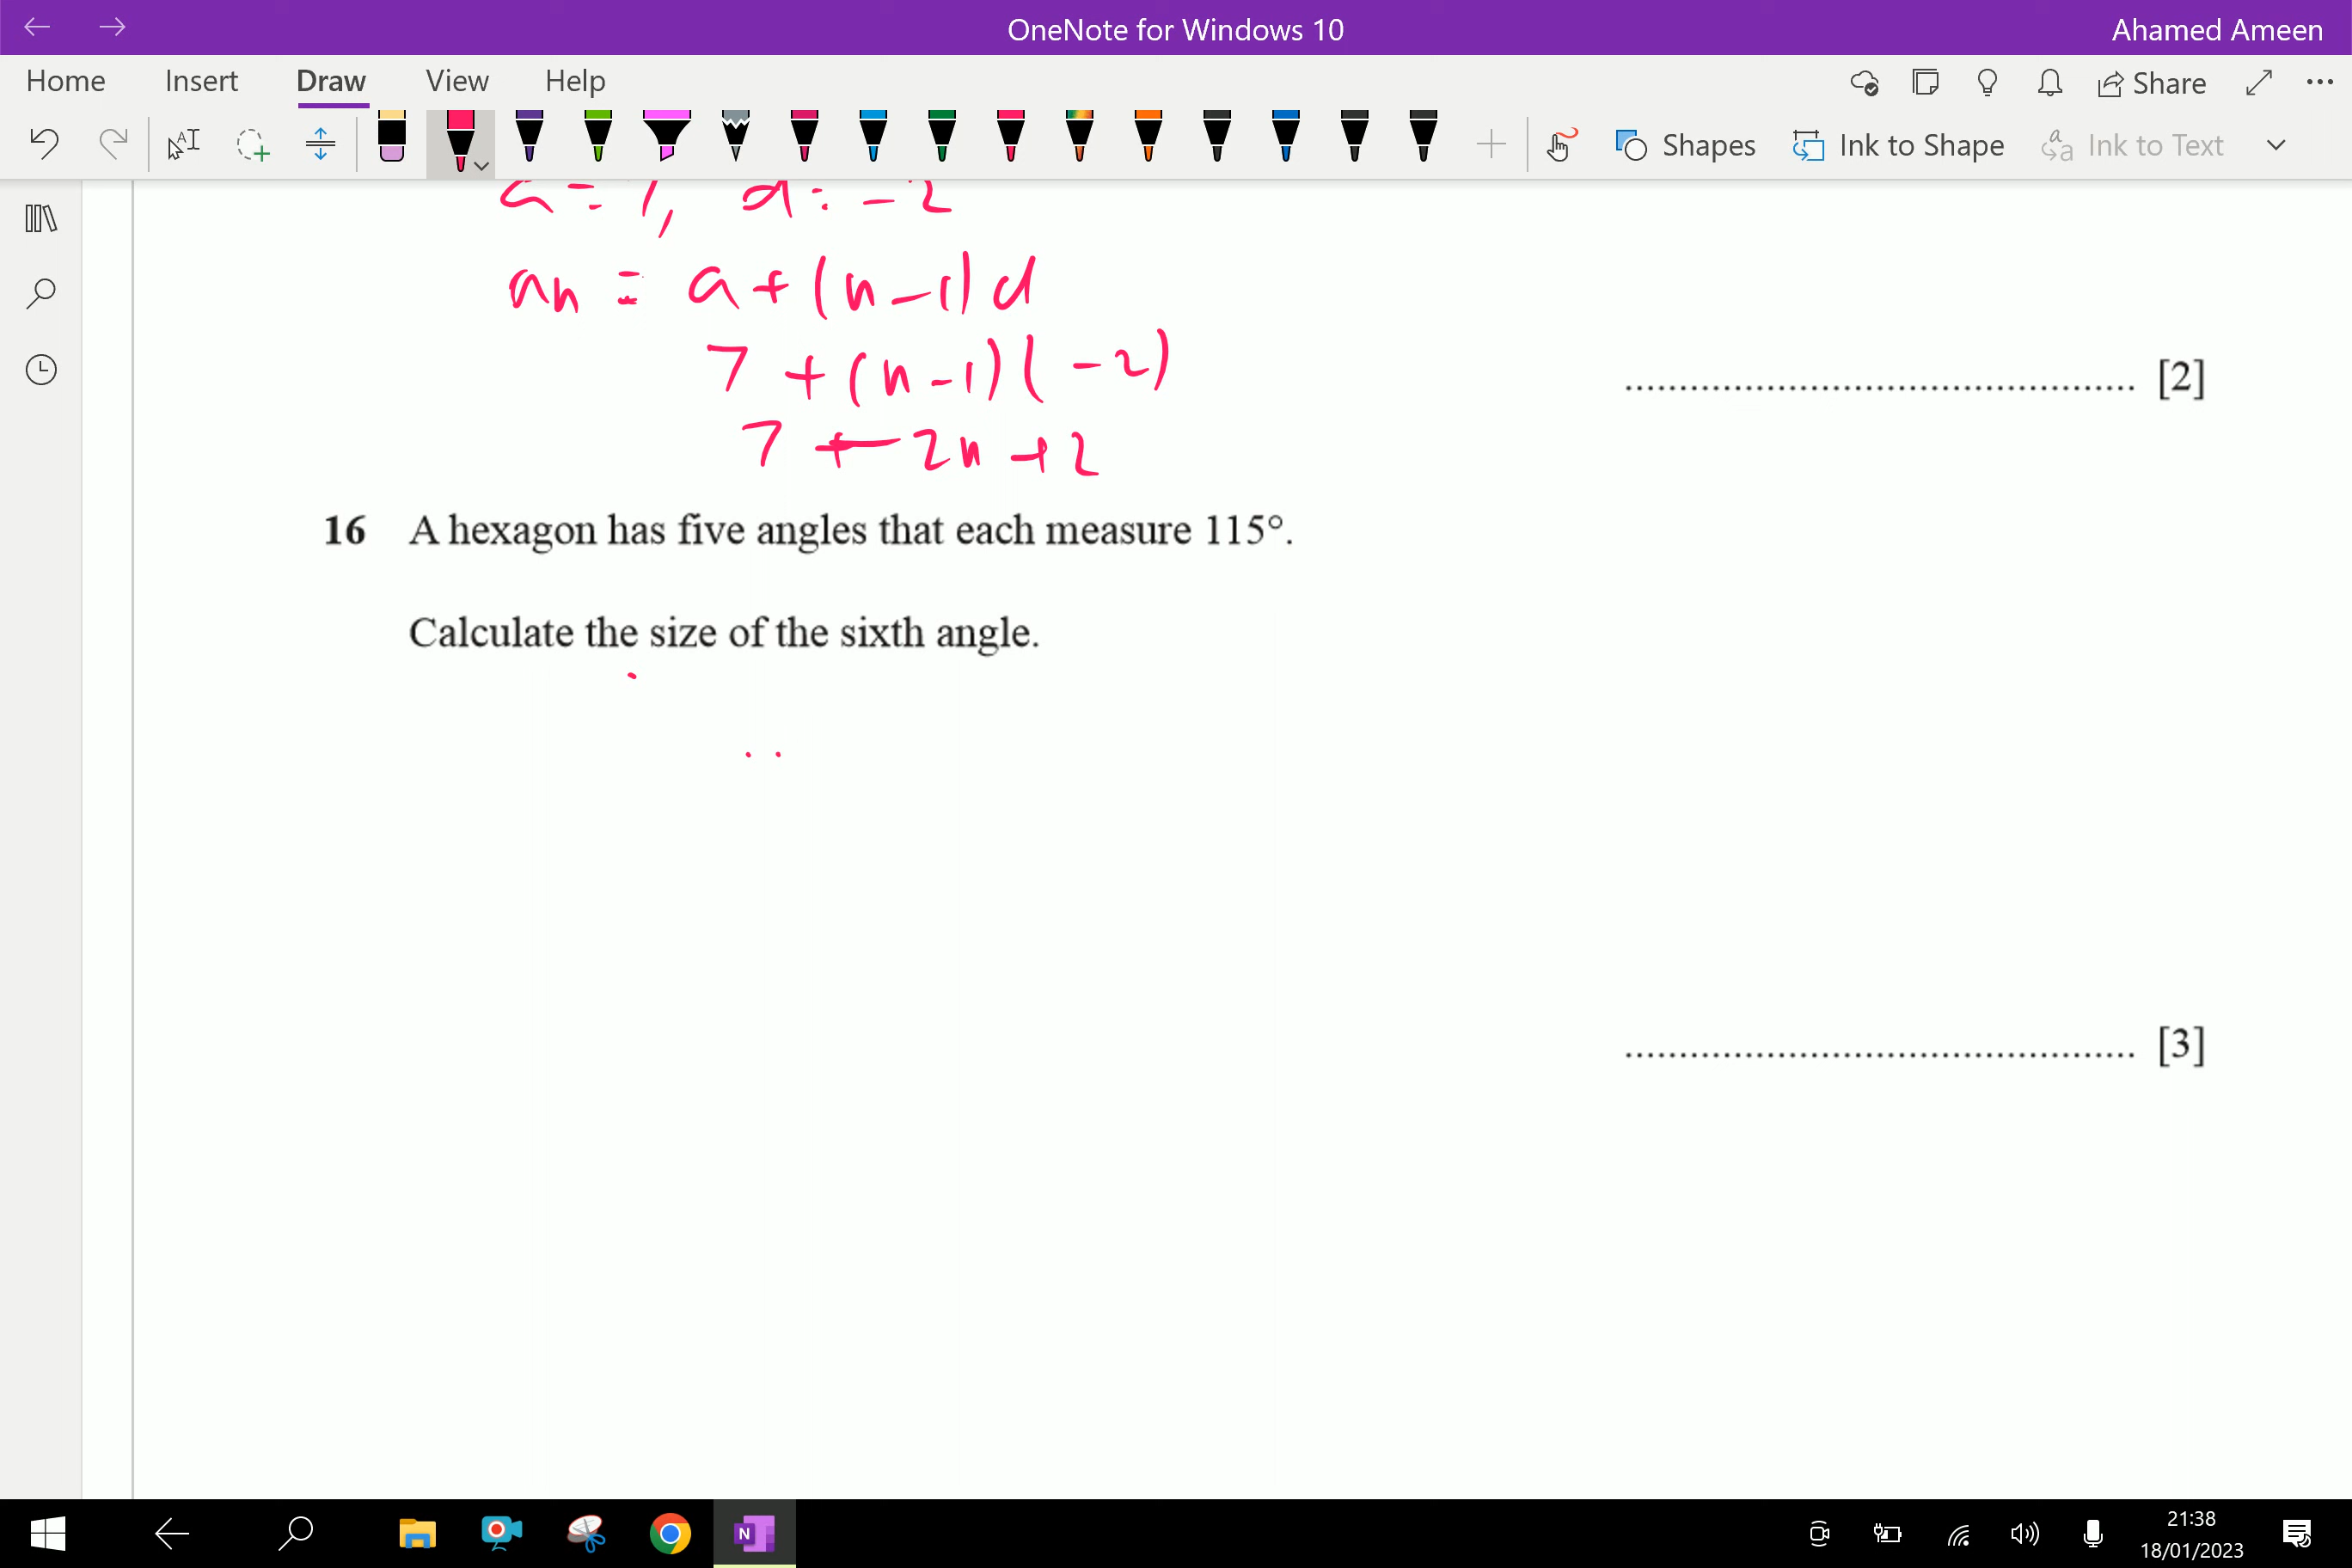 OneNote for Windows 10
Ahamed Ameen
Home Insert Draw View Help
Share
Shapes Ink to Shape Ink to Text
a = 7, d : -2
an = a + (n-1)d
7 + (n-1)(-2)
7 + - 2n + 2
[2]
16 A hexagon has five angles that each measure 115°.
Calculate the size of the sixth angle.
[3]
21:38
18/01/2023